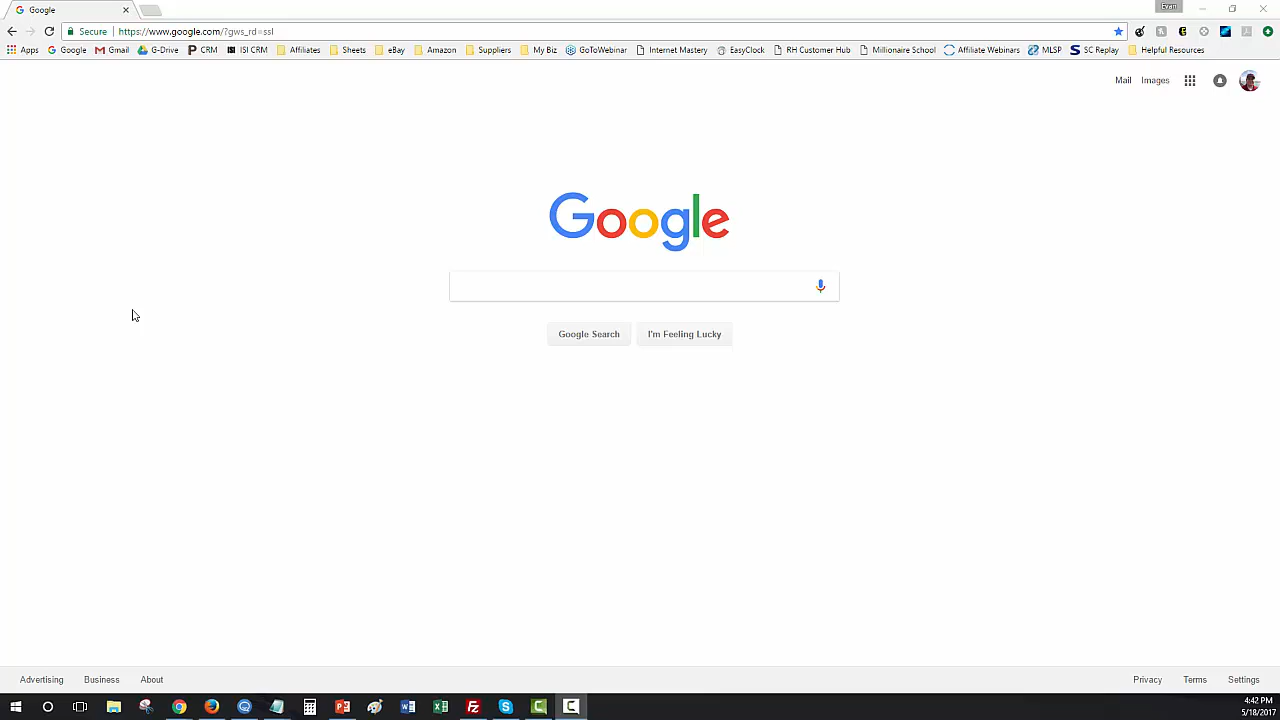 Google
Evan
Secure https://www.google.com/?gws_rd=ssl
Apps Google Gmail G-Drive CRM ISI CRM Affiliates Sheets eBay Amazon Suppliers My Biz GoToWebinar Internet Mastery EasyClock RH Customer Hub Millionaire School Affiliate Webinars MLSP SC Replay Helpful Resources
Mail Images
Google
Google Search I'm Feeling Lucky
Advertising Business About Privacy Terms Settings
4:42 PM
5/18/2017